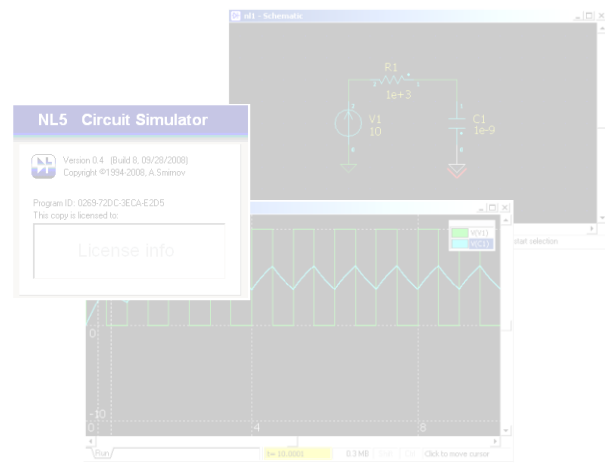 nl5 - Schematic
R1
1e+3
V1
10
C1
1e-9
NL5 Circuit Simulator
Version 0.4 (Build 8, 09/28/2008)
Copyright ©1994-2008, A.Smirnov
Program ID: 0269-72DC-3ECA-E2D5
This copy is licensed to:
License info
start selection
V(V1)
V(C1)
0
-10
0
4
8
Run
t= 10.0001
0.3 MB
Click to move cursor